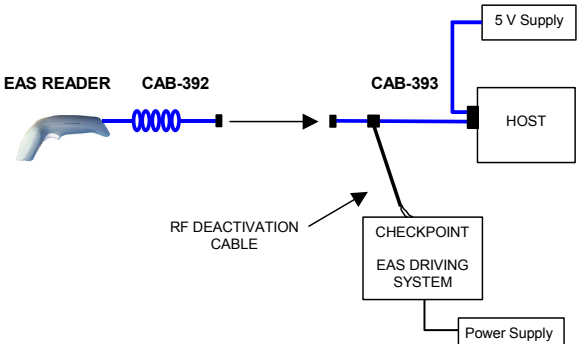 5 V Supply
EAS READER
CAB-392
CAB-393
HOST
RF DEACTIVATION
CABLE
CHECKPOINT
EAS DRIVING
SYSTEM
Power Supply